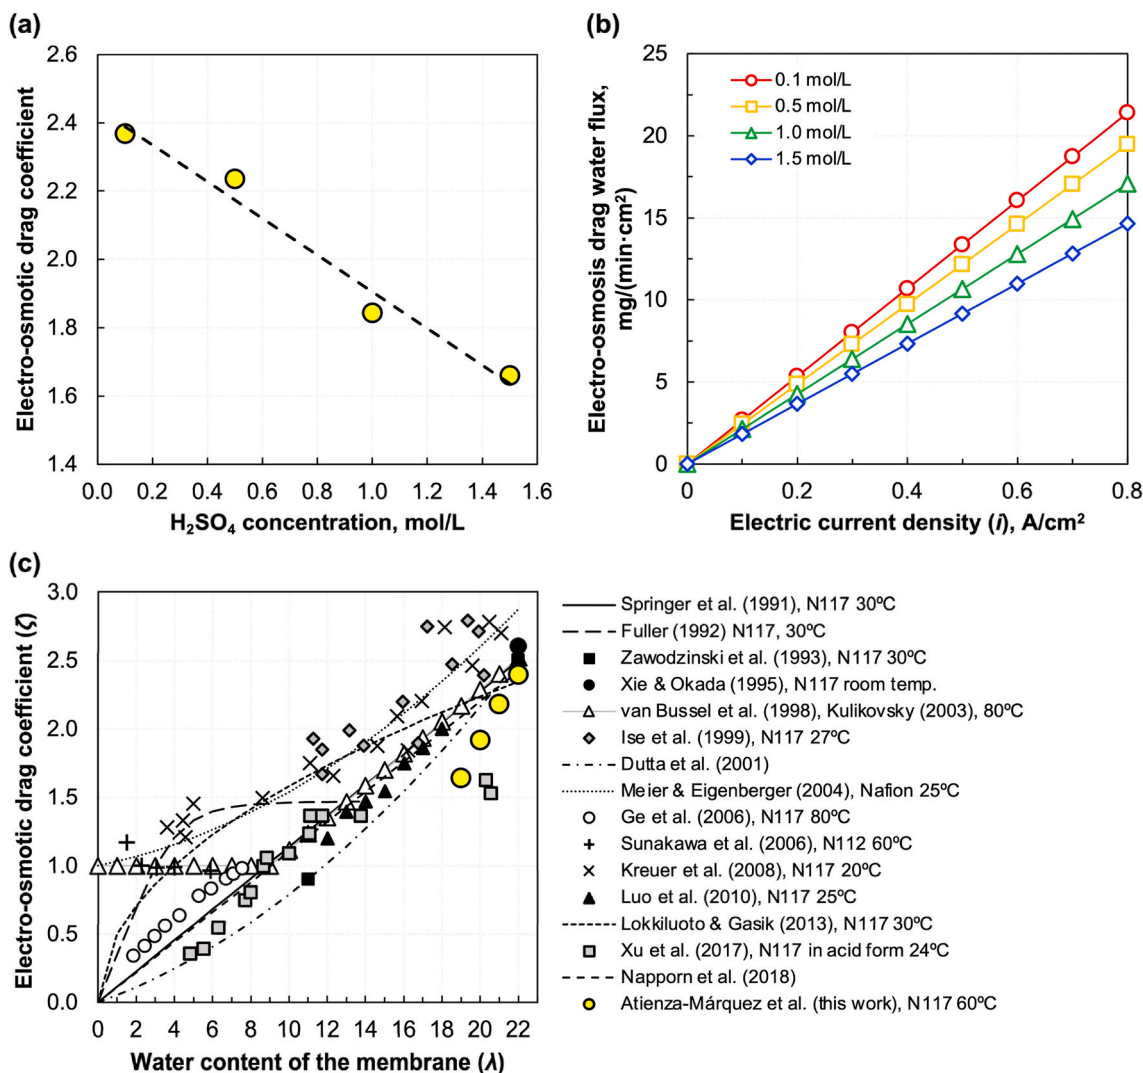 (a)
Electro-osmotic drag coefficient
2.6
2.4
2.2
2.0
1.8
1.6
1.4
0.0 0.2 0.4 0.6 0.8 1.0 1.2 1.4 1.6
H₂SO₄ concentration, mol/L
(b)
Electro-osmosis drag water flux,
mg/(min·cm²)
25
20
15
10
5
0
0.1 mol/L
0.5 mol/L
1.0 mol/L
1.5 mol/L
0 0.2 0.4 0.6 0.8
Electric current density (i), A/cm²
(c)
Electro-osmotic drag coefficient (ζ)
3.0
2.5
2.0
1.5
1.0
0.5
0.0
0 2 4 6 8 10 12 14 16 18 20 22
Water content of the membrane (λ)
Springer et al. (1991), N117 30ºC
Fuller (1992) N117, 30ºC
Zawodzinski et al. (1993), N117 30ºC
Xie & Okada (1995), N117 room temp.
van Bussel et al. (1998), Kulikovsky (2003), 80ºC
Ise et al. (1999), N117 27ºC
Dutta et al. (2001)
Meier & Eigenberger (2004), Nafion 25ºC
Ge et al. (2006), N117 80ºC
Sunakawa et al. (2006), N112 60ºC
Kreuer et al. (2008), N117 20ºC
Luo et al. (2010), N117 25ºC
Lokkiluoto & Gasik (2013), N117 30ºC
Xu et al. (2017), N117 in acid form 24ºC
Napporn et al. (2018)
Atienza-Márquez et al. (this work), N117 60ºC